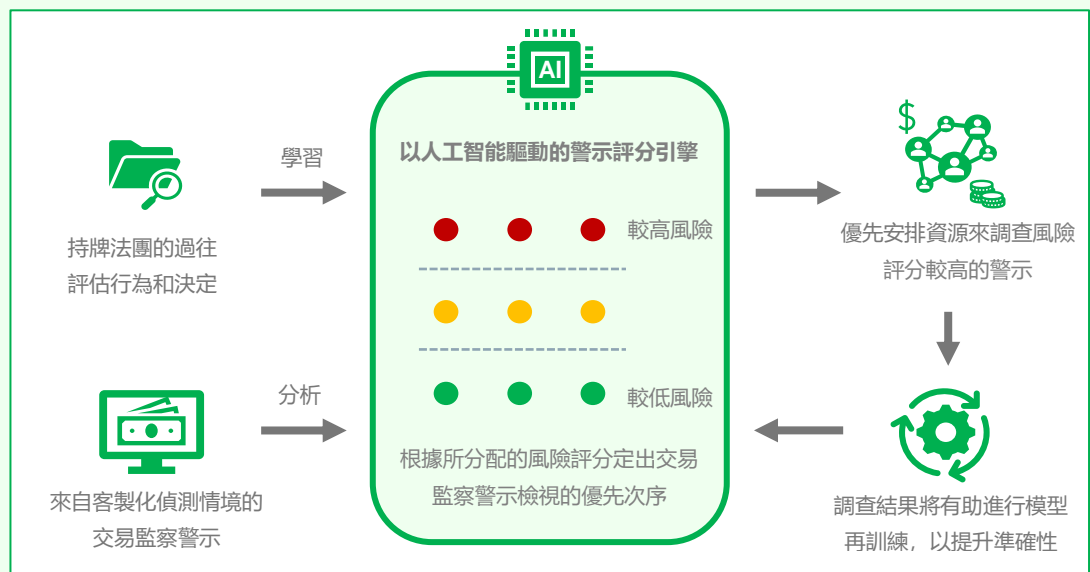 AI
以人工智能驅動的警示評分引擎
學習
持牌法團的過往
評估行為和決定
較高風險
較低風險
分析
來自客製化偵測情境的
交易監察警示
根據所分配的風險評分定出交易
監察警示檢視的優先次序
$
優先安排資源來調查風險
評分較高的警示
調查結果將有助進行模型
再訓練，以提升準確性